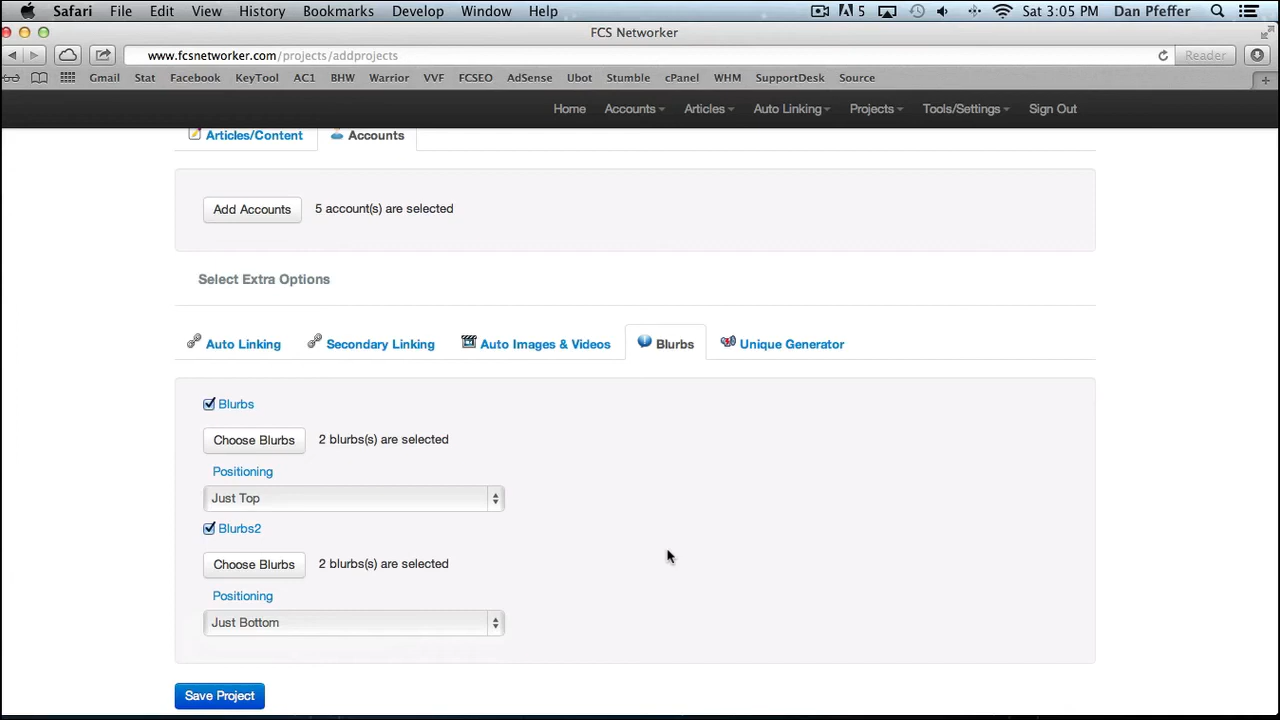 Safari File Edit View History Bookmarks Develop Window Help 5 Sat 3:05 PM Dan Pfeffer
FCS Networker
www.fcsnetworker.com/projects/addprojects Reader
Gmail Stat Facebook KeyTool AC1 BHW Warrior VVF FCSEO AdSense Ubot Stumble cPanel WHM SupportDesk Source
Home Accounts Articles Auto Linking Projects Tools/Settings Sign Out
Articles/Content Accounts
Add Accounts 5 account(s) are selected
Select Extra Options
Auto Linking Secondary Linking Auto Images & Videos Blurbs Unique Generator
Blurbs
Choose Blurbs 2 blurbs(s) are selected
Positioning
Just Top
Blurbs2
Choose Blurbs 2 blurbs(s) are selected
Positioning
Just Bottom
Save Project